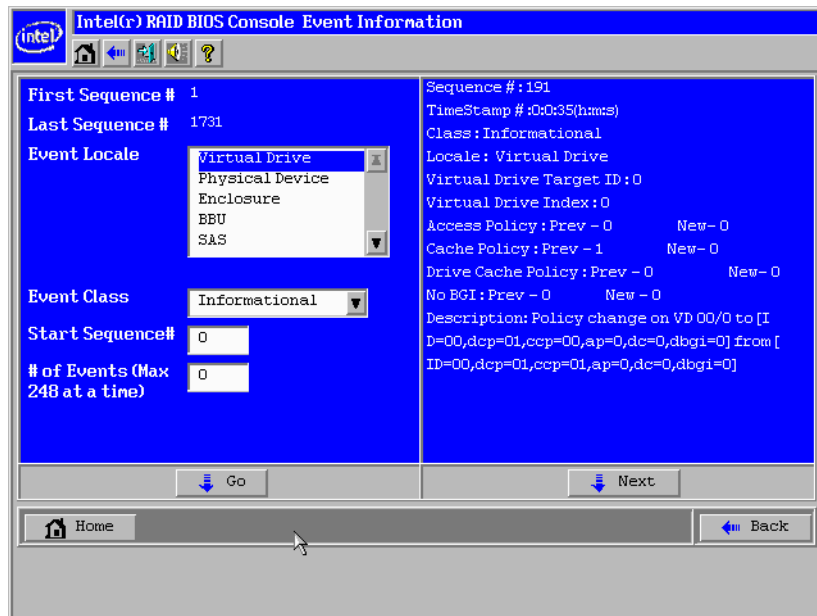 Intel(r) RAID BIOS Console Event Information
intel
First Sequence # 1
Last Sequence # 1731
Event Locale
Virtual Drive
Physical Device
Enclosure
BBU
SAS
Event Class
Informational
Start Sequence#
0
# of Events (Max
248 at a time)
0
Go
Sequence #:191
TimeStamp #:0:0:35(h:m:s)
Class: Informational
Locale: Virtual Drive
Virtual Drive Target ID: 0
Virtual Drive Index: 0
Access Policy: Prev - 0 New- 0
Cache Policy: Prev - 1 New- 0
Drive Cache Policy: Prev - 0 New- 0
No BGI: Prev - 0 New - 0
Description: Policy change on VD 00/0 to [I
D=00,dcp=01,ccp=00,ap=0,dc=0,dbgi=0] from [
ID=00,dcp=01,ccp=01,ap=0,dc=0,dbgi=0]
Next
Home
Back